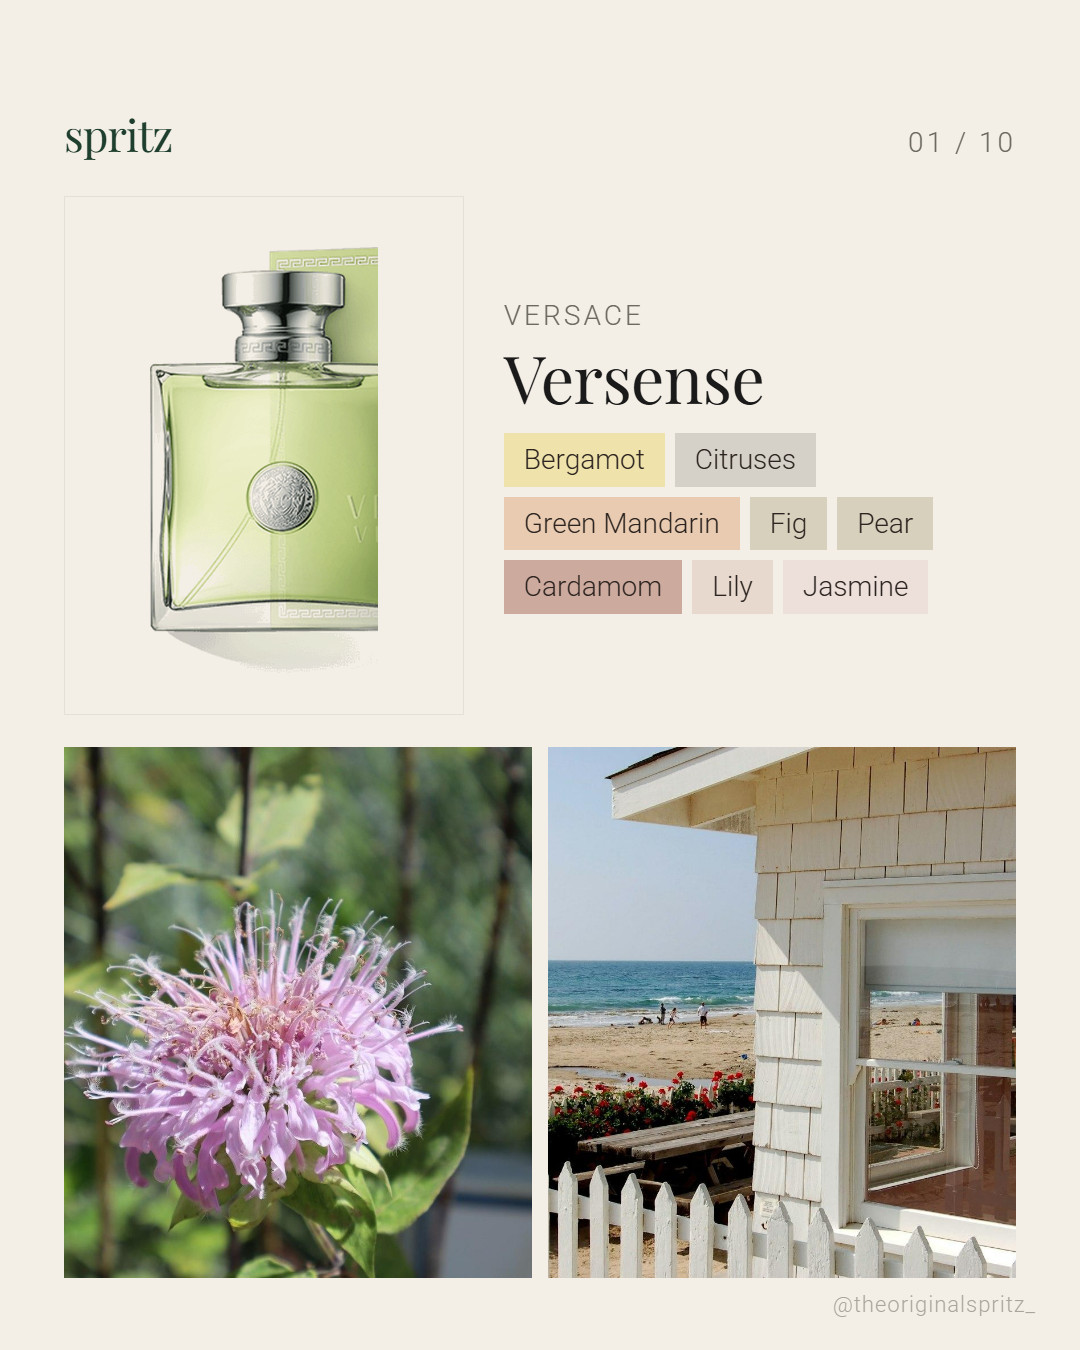 spritz
01 / 10
VERSACE
Versense
Bergamot Citruses
Green Mandarin Fig Pear
Cardamom Lily Jasmine
@theoriginalspritz_